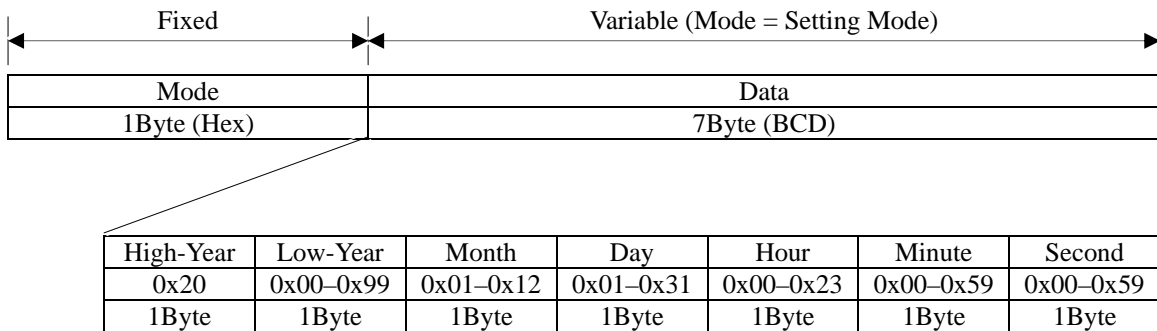 Fixed Variable (Mode = Setting Mode)
Mode Data
1Byte (Hex) 7Byte (BCD)
High-Year Low-Year Month Day Hour Minute Second
0x20 0x00–0x99 0x01–0x12 0x01–0x31 0x00–0x23 0x00–0x59 0x00–0x59
1Byte 1Byte 1Byte 1Byte 1Byte 1Byte 1Byte